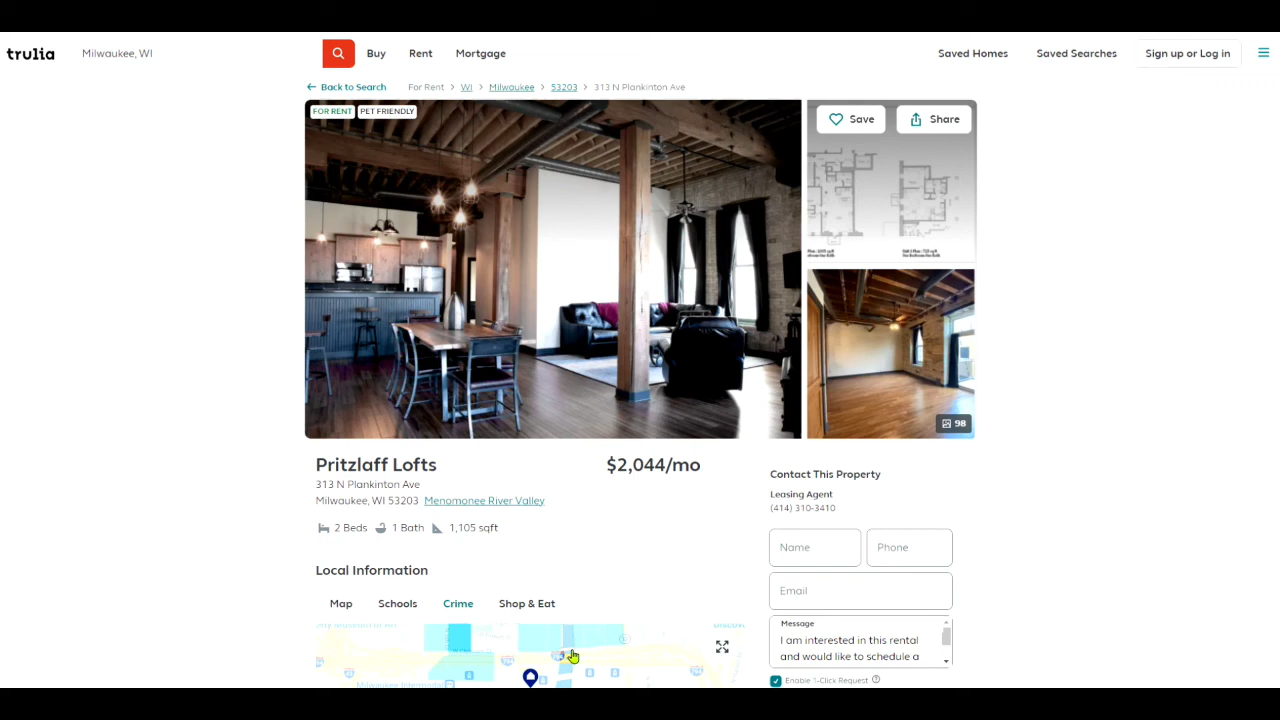 trulia
Milwaukee, WI
Buy
Rent
Mortgage
Saved Homes
Saved Searches
Sign up or Log in
Back to Search
For Rent > WI > Milwaukee > 53203 > 313 N Plankinton Ave
FOR RENT
PET FRIENDLY
Save
Share
98
Pritzlaff Lofts
$2,044/mo
313 N Plankinton Ave
Milwaukee, WI 53203 Menomonee River Valley
2 Beds
1 Bath
1,105 sqft
Local Information
Map
Schools
Crime
Shop & Eat
Milwaukee Intermodal
Contact This Property
Leasing Agent
(414) 310-3410
Name
Phone
Email
Message
I am interested in this rental
and would like to schedule a
Enable 1-Click Request